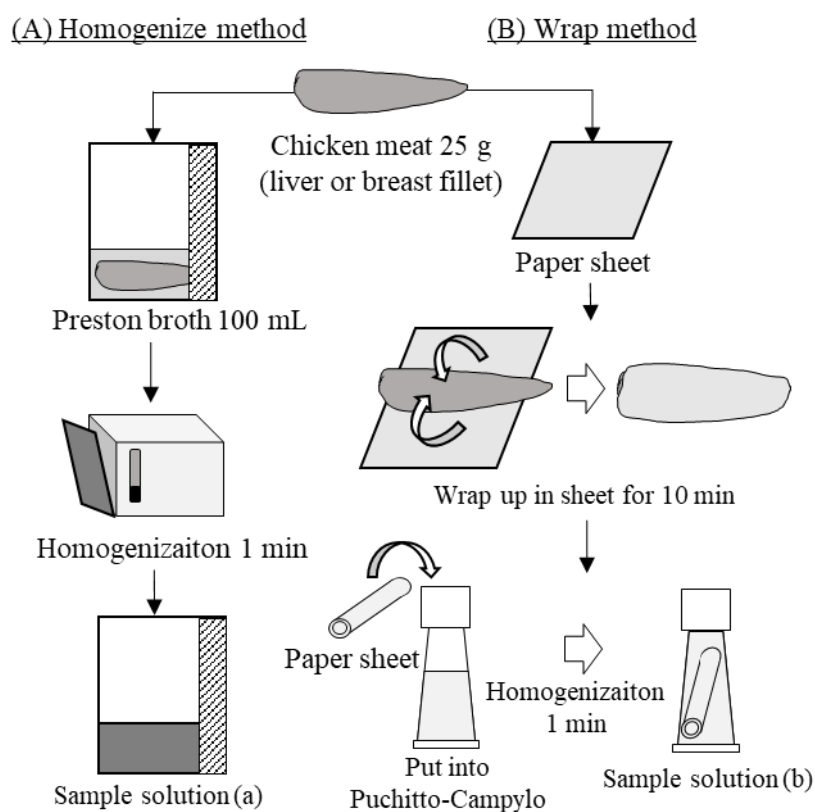 (A) Homogenize method
(B) Wrap method
Chicken meat 25 g
(liver or breast fillet)
Preston broth 100 mL
Homogenizaiton 1 min
Sample solution (a)
Paper sheet
Wrap up in sheet for 10 min
Paper sheet
Put into
Puchitto-Campylo
Homogenizaiton
1 min
Sample solution (b)